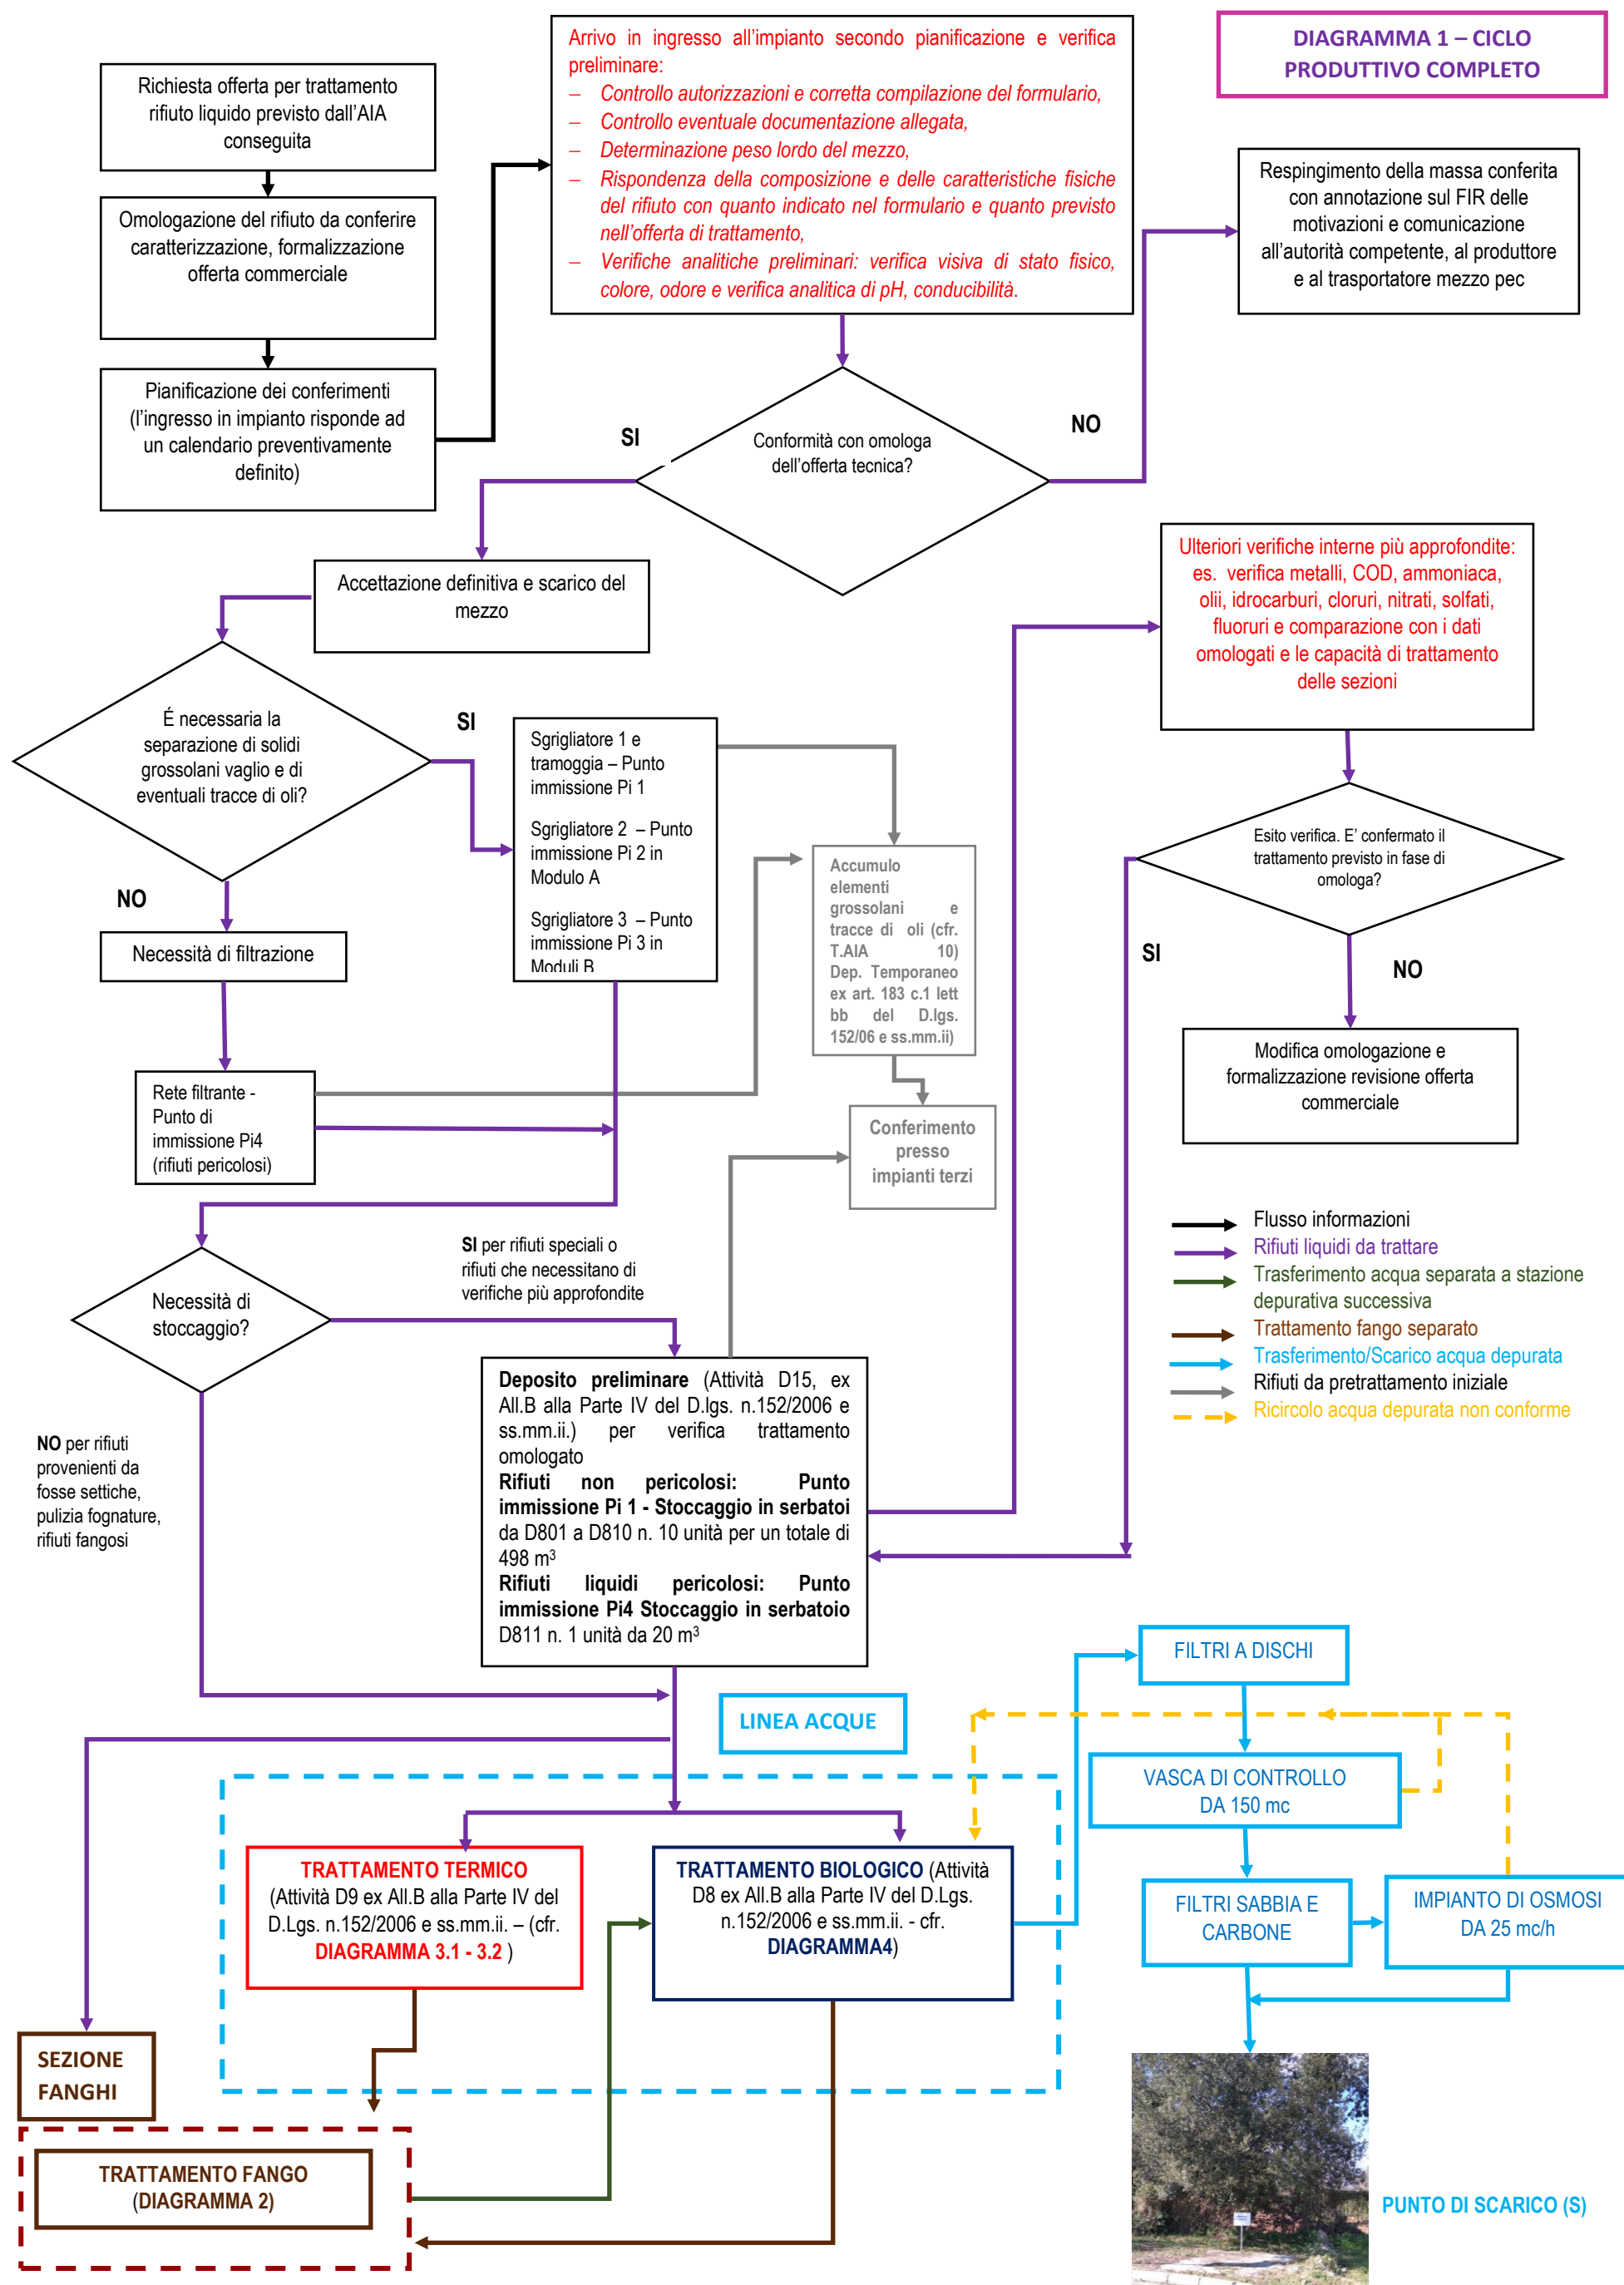 DIAGRAMMA 1 – CICLO
PRODUTTIVO COMPLETO
Richiesta offerta per trattamento
rifiuto liquido previsto dall’AIA
conseguita
Omologazione del rifiuto da conferire
caratterizzazione, formalizzazione
offerta commerciale
Pianificazione dei conferimenti
(l’ingresso in impianto risponde ad
un calendario preventivamente
definito)
Arrivo in ingresso all’impianto secondo pianificazione e verifica
preliminare:
– Controllo autorizzazioni e corretta compilazione del formulario,
– Controllo eventuale documentazione allegata,
– Determinazione peso lordo del mezzo,
– Rispondenza della composizione e delle caratteristiche fisiche
del rifiuto con quanto indicato nel formulario e quanto previsto
nell’offerta di trattamento,
– Verifiche analitiche preliminari: verifica visiva di stato fisico,
colore, odore e verifica analitica di pH, conducibilità.
Respingimento della massa conferita
con annotazione sul FIR delle
motivazioni e comunicazione
all’autorità competente, al produttore
e al trasportatore mezzo pec
SI
Conformità con omologa
dell’offerta tecnica?
NO
Accettazione definitiva e scarico del
mezzo
Ulteriori verifiche interne più approfondite:
es. verifica metalli, COD, ammoniaca,
olii, idrocarburi, cloruri, nitrati, solfati,
fluoruri e comparazione con i dati
omologati e le capacità di trattamento
delle sezioni
É necessaria la
separazione di solidi
grossolani vaglio e di
eventuali tracce di oli?
SI
NO
Sgrigliatore 1 e
tramoggia – Punto
immissione Pi 1
Sgrigliatore 2 – Punto
immissione Pi 2 in
Modulo A
Sgrigliatore 3 – Punto
immissione Pi 3 in
Moduli B
Accumulo
elementi
grossolani e
tracce di oli (cfr.
T.AIA 10)
Dep. Temporaneo
ex art. 183 c.1 lett
bb del D.lgs.
152/06 e ss.mm.ii)
Esito verifica. E’ confermato il
trattamento previsto in fase di
omologa?
SI
NO
Necessità di filtrazione
Rete filtrante -
Punto di
immissione Pi4
(rifiuti pericolosi)
Conferimento
presso
impianti terzi
Modifica omologazione e
formalizzazione revisione offerta
commerciale
Flusso informazioni
Rifiuti liquidi da trattare
Trasferimento acqua separata a stazione
depurativa successiva
Trattamento fango separato
Trasferimento/Scarico acqua depurata
Rifiuti da pretrattamento iniziale
Ricircolo acqua depurata non conforme
Necessità di
stoccaggio?
SI per rifiuti speciali o
rifiuti che necessitano di
verifiche più approfondite
NO per rifiuti
provenienti da
fosse settiche,
pulizia fognature,
rifiuti fangosi
Deposito preliminare (Attività D15, ex
All.B alla Parte IV del D.lgs. n.152/2006 e
ss.mm.ii.) per verifica trattamento
omologato
Rifiuti non pericolosi: Punto
immissione Pi 1 - Stoccaggio in serbatoi
da D801 a D810 n. 10 unità per un totale di
498 m³
Rifiuti liquidi pericolosi: Punto
immissione Pi4 Stoccaggio in serbatoio
D811 n. 1 unità da 20 m³
LINEA ACQUE
FILTRI A DISCHI
VASCA DI CONTROLLO
DA 150 mc
FILTRI SABBIA E
CARBONE
IMPIANTO DI OSMOSI
DA 25 mc/h
TRATTAMENTO TERMICO
(Attività D9 ex All.B alla Parte IV del
D.Lgs. n.152/2006 e ss.mm.ii. – (cfr.
DIAGRAMMA 3.1 - 3.2 )
TRATTAMENTO BIOLOGICO (Attività
D8 ex All.B alla Parte IV del D.Lgs.
n.152/2006 e ss.mm.ii. - cfr.
DIAGRAMMA4)
SEZIONE
FANGHI
TRATTAMENTO FANGO
(DIAGRAMMA 2)
PUNTO DI SCARICO (S)